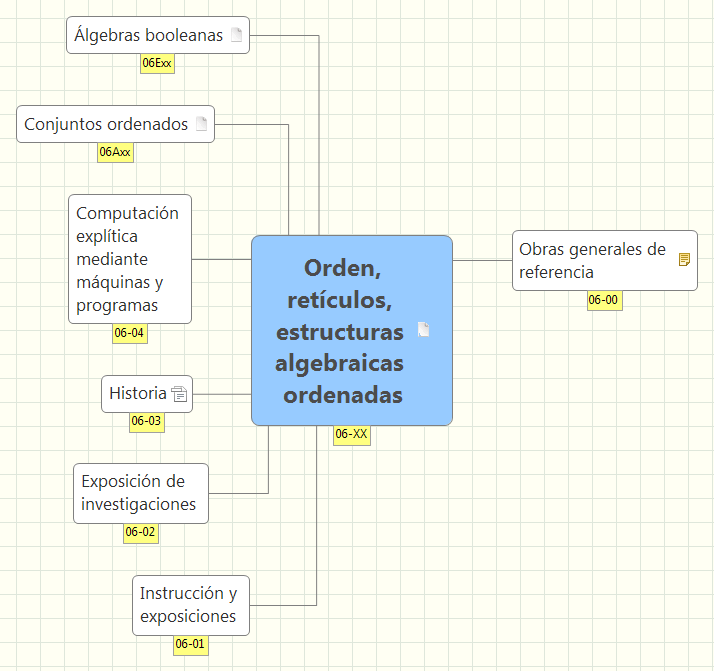 Álgebras booleanas
06Exx
Conjuntos ordenados
06Axx
Computación
explítica
mediante
máquinas y
programas
06-04
Historia
06-03
Exposición de
investigaciones
06-02
Instrucción y
exposiciones
06-01
Orden,
retículos,
estructuras
algebraicas
ordenadas
06-XX
Obras generales de
referencia
06-00